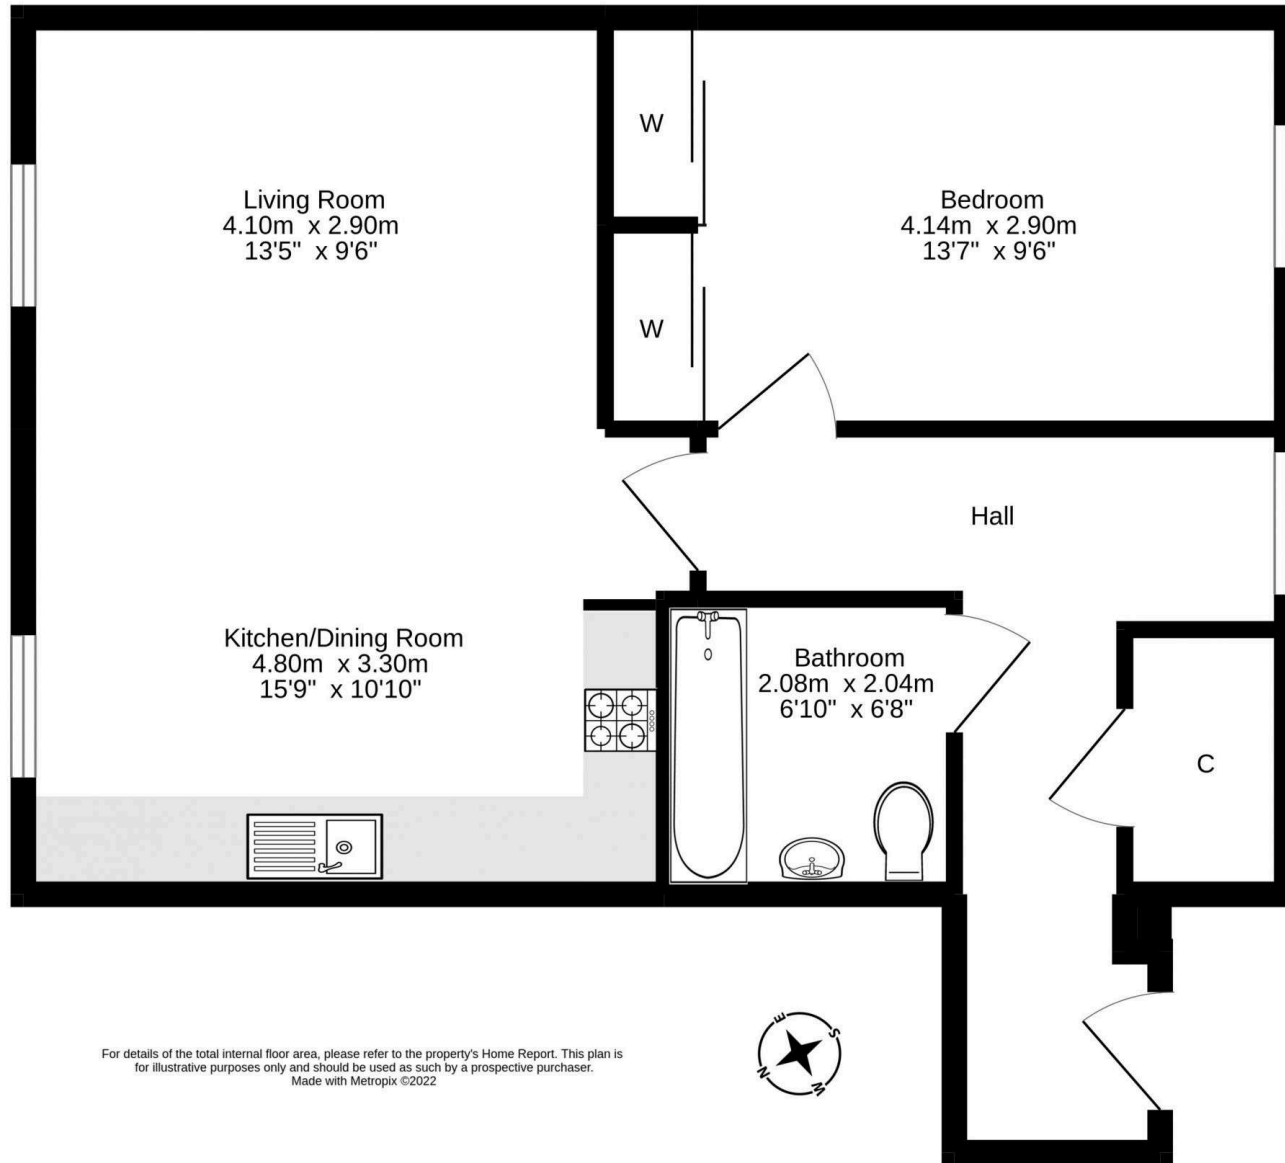 W
Living Room
4.10m x 2.90m
13'5" x 9'6"
Bedroom
4.14m x 2.90m
13'7" x 9'6"
W
Hall
Kitchen/Dining Room
4.80m x 3.30m
15'9" x 10'10"
Bathroom
2.08m x 2.04m
6'10" x 6'8"
C
E
S
N
W
For details of the total internal floor area, please refer to the property's Home Report. This plan is
for illustrative purposes only and should be used as such by a prospective purchaser.
Made with Metropix ©2022